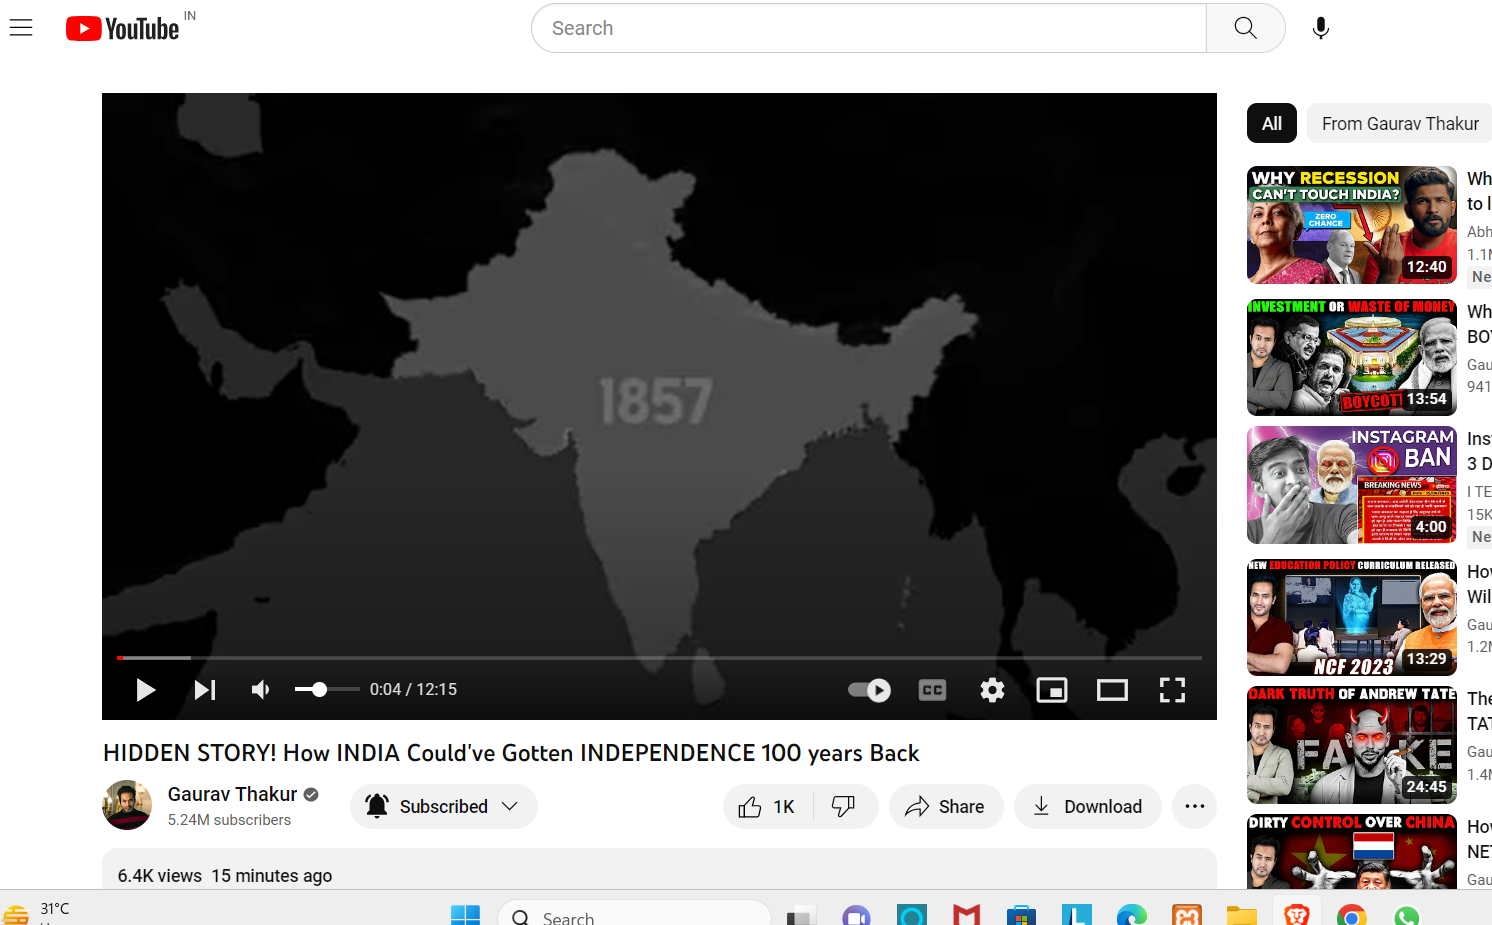 YouTube IN
Search
1857
0:04 / 12:15
CC
HIDDEN STORY! How INDIA Could've Gotten INDEPENDENCE 100 years Back
Gaurav Thakur
5.24M subscribers
Subscribed
1K
Share
Download
6.4K views 15 minutes ago
All
From Gaurav Thakur
WHY RECESSION
CAN'T TOUCH INDIA?
ZERO
CHANCE
12:40
Wh
to I
Abh
1.1M
Ne
INVESTMENT OR WASTE OF MONEY
BOYCOTT
13:54
Wh
BOY
Gau
941
INSTAGRAM
BAN
BREAKING NEWS
4:00
Ins
3 D
I TE
15K
Ne
NEW EDUCATION POLICY CURRICULUM RELEASED
NCF 2023
13:29
How
Wil
Gau
1.2M
DARK TRUTH OF ANDREW TATE
FAKE
24:45
The
TAT
Gau
1.4M
DIRTY CONTROL OVER CHINA
How
NET
Gau
31°C
Search